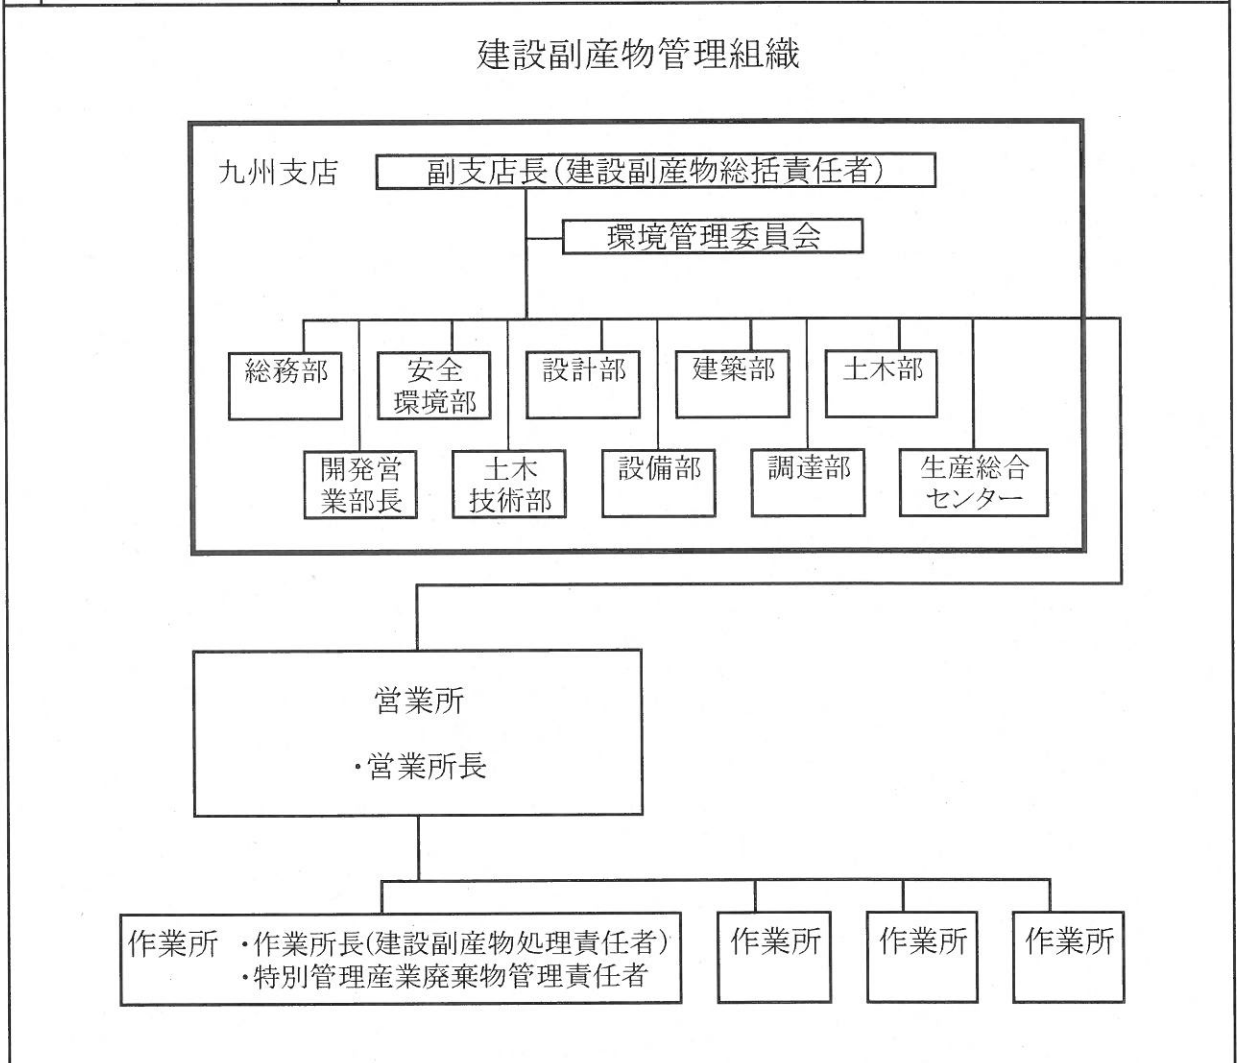 建設副産物管理組織
九州支店
副支店長(建設副産物総括責任者)
環境管理委員会
総務部
安全
環境部
設計部
建築部
土木部
開発営
業部長
土木
技術部
設備部
調達部
生産総合
センター
営業所
・営業所長
作業所 ・作業所長(建設副産物処理責任者)
・特別管理産業廃棄物管理責任者
作業所
作業所
作業所